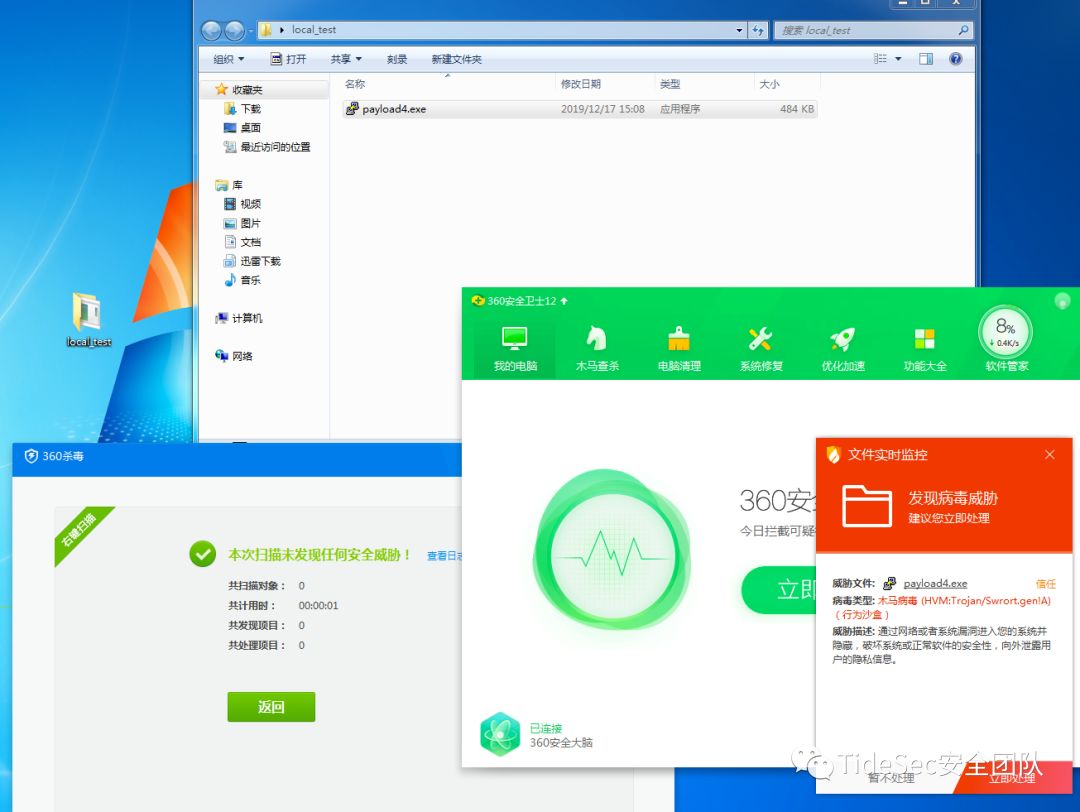 local_test
搜索 local_test
组织
打开
共享
刻录
新建文件夹
收藏夹
下载
桌面
最近访问的位置
库
视频
图片
文档
迅雷下载
音乐
计算机
网络
名称
修改日期
类型
大小
payload4.exe
2019/12/17 15:08
应用程序
484 KB
local_test
360安全卫士12
我的电脑
木马查杀
电脑清理
系统修复
优化加速
功能大全
软件管家
8%
0.4K/s
360杀毒
右键扫描
本次扫描未发现任何安全威胁！
查看日志
共扫描对象： 0
共计用时： 00:00:01
共发现项目： 0
共处理项目： 0
返回
360安
今日拦截可疑
立即
已连接
360安全大脑
文件实时监控
发现病毒威胁
建议您立即处理
威胁文件: payload4.exe
信任
病毒类型: 木马病毒 (HVM:Trojan/Swrort.gen!A)
（行为沙盒）
威胁描述: 通过网络或者系统漏洞进入您的系统并
隐藏，破坏系统或正常软件的安全性，向外泄露用
户的隐私信息。
暂不处理
立即处理
TideSec安全团队